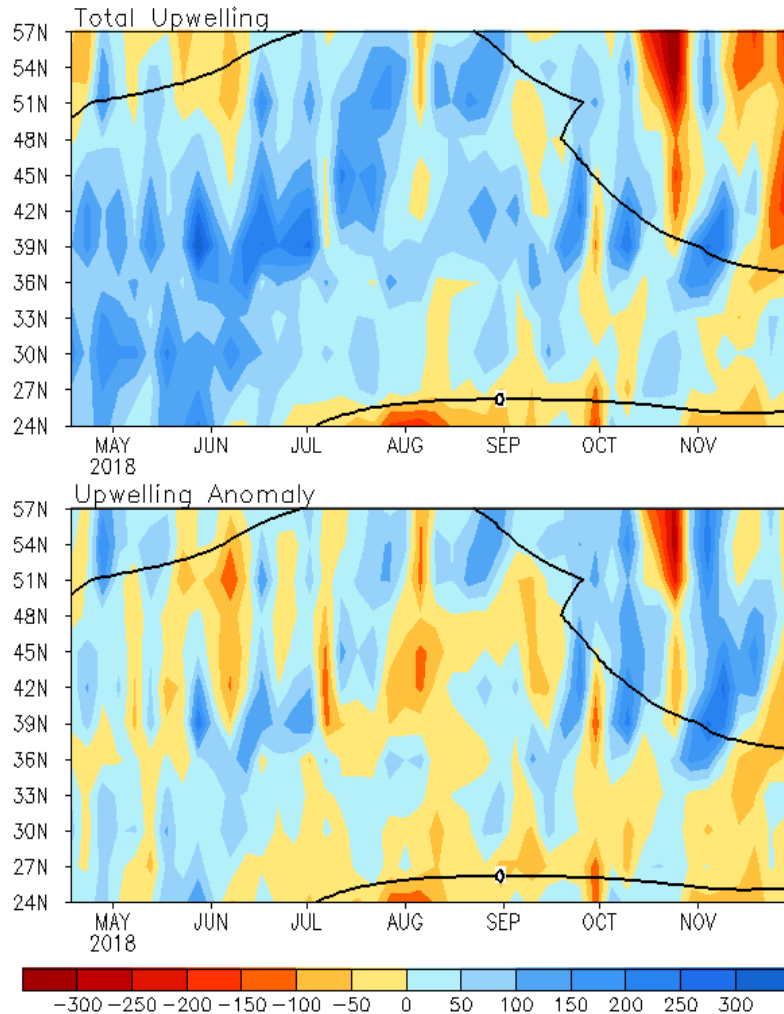 Total Upwelling
57N
54N
51N
48N
45N
42N
39N
36N
33N
30N
27N
24N
0
MAY JUN JUL AUG SEP OCT NOV
2018
Upwelling Anomaly
57N
54N
51N
48N
45N
42N
39N
36N
33N
30N
27N
24N
0
MAY JUN JUL AUG SEP OCT NOV
2018
-300 -250 -200 -150 -100 -50 0 50 100 150 200 250 300